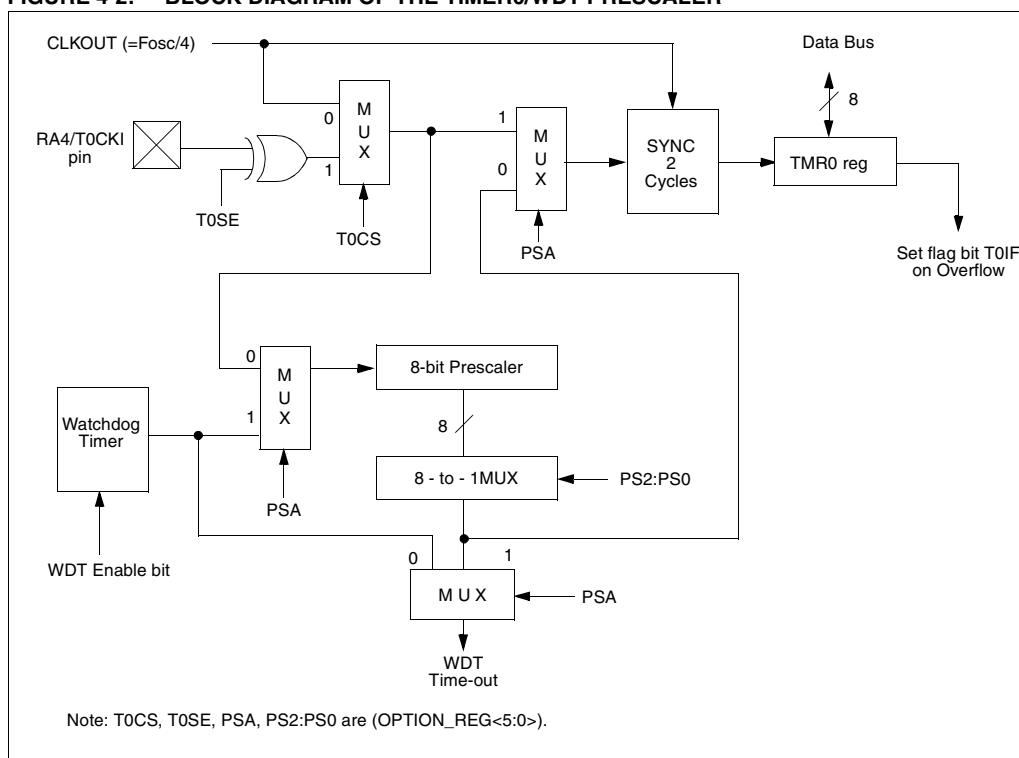 FIGURE 4-2: BLOCK DIAGRAM OF THE TIMER0/WDT PRESCALER
CLKOUT (=Fosc/4)
Data Bus
8
RA4/T0CKI
pin
T0SE
0
1
M
U
X
T0CS
1
0
M
U
X
PSA
SYNC
2
Cycles
TMR0 reg
Set flag bit T0IF
on Overflow
Watchdog
Timer
WDT Enable bit
0
1
M
U
X
PSA
8-bit Prescaler
8
8 - to - 1MUX
PS2:PS0
0
1
M U X
PSA
WDT
Time-out
Note: T0CS, T0SE, PSA, PS2:PS0 are (OPTION_REG<5:0>).